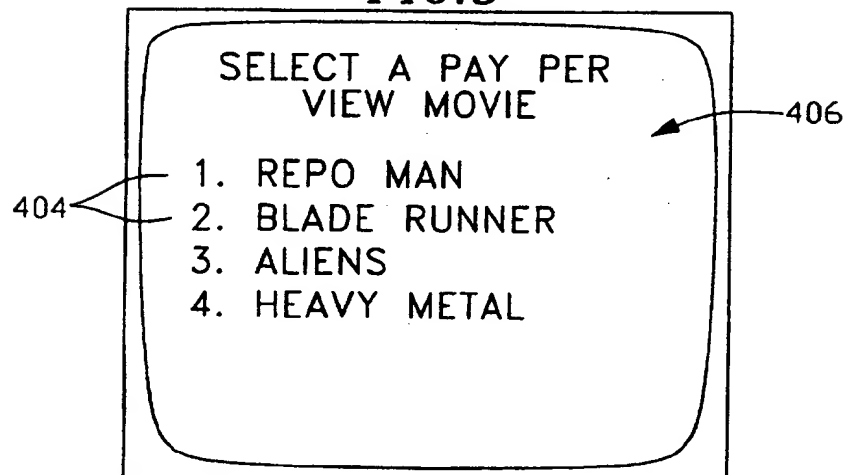 SELECT A PAY PER
VIEW MOVIE
406
1. REPO MAN
404
2. BLADE RUNNER
3. ALIENS
4. HEAVY METAL